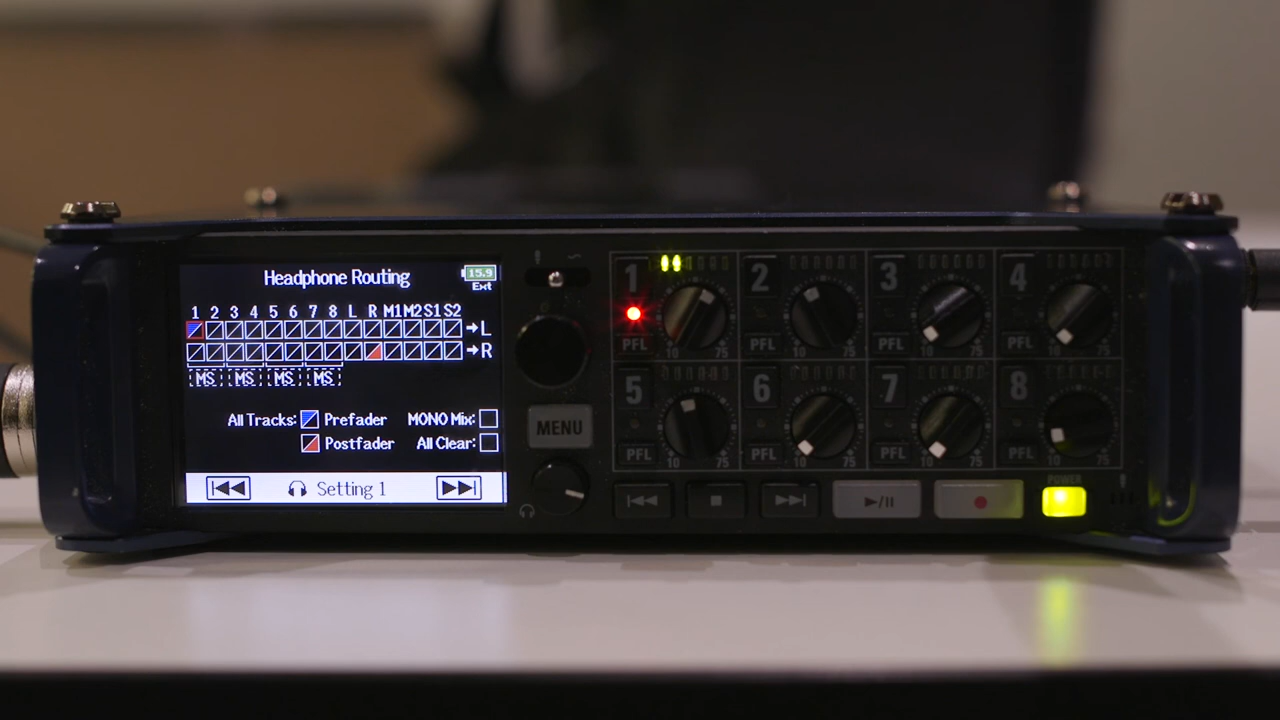 Headphone Routing
15.9
Ext
1 2 3 4 5 6 7 8 L R M1 M2 S1 S2
→L
→R
MS MS MS MS
All Tracks: Prefader MONO Mix:
Postfader All Clear:
Setting 1
MENU
1 2 3 4
PFL 10 75 PFL 10 75 PFL 10 75 PFL 10 75
5 6 7 8
PFL 10 75 PFL 10 75 PFL 10 75 PFL 10 75
POWER